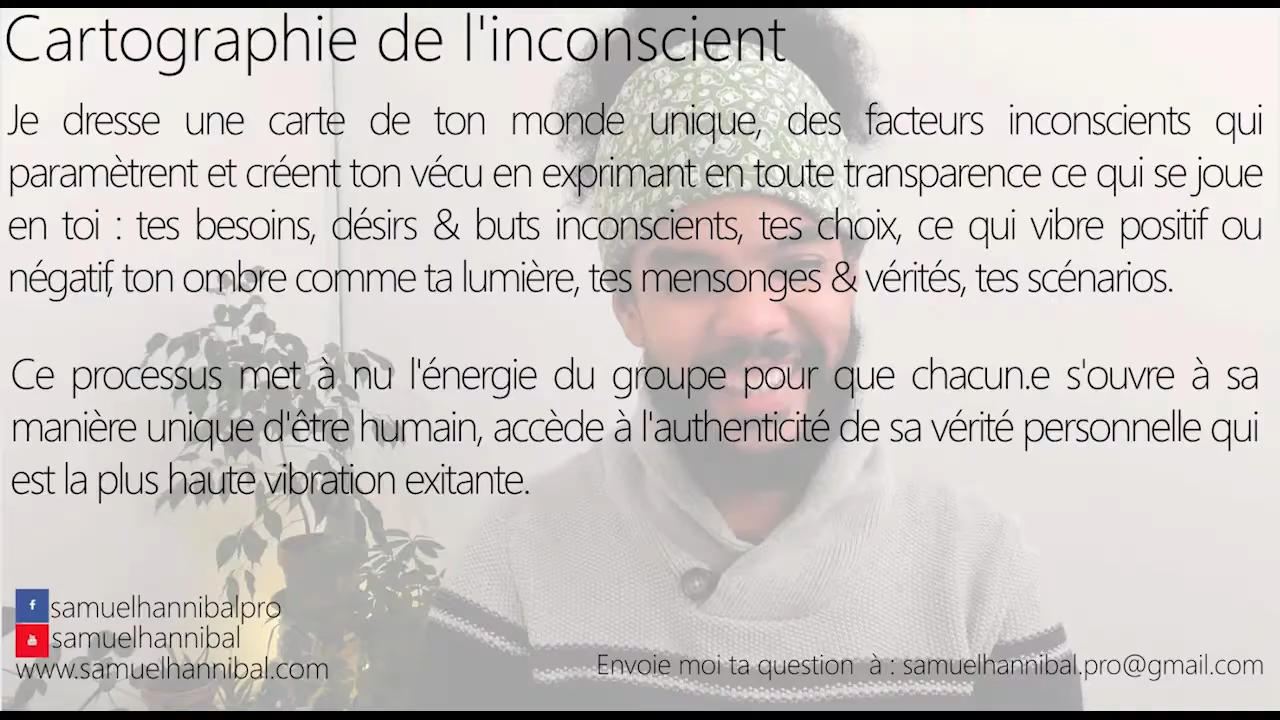 Cartographie de l'inconscient
Je dresse une carte de ton monde unique, des facteurs inconscients qui
paramètrent et créent ton vécu en exprimant en toute transparence ce qui se joue
en toi : tes besoins, désirs & buts inconscients, tes choix, ce qui vibre positif ou
négatif, ton ombre comme ta lumière, tes mensonges & vérités, tes scénarios.
Ce processus met à nu l'énergie du groupe pour que chacun.e s'ouvre à sa
manière unique d'être humain, accède à l'authenticité de sa vérité personnelle qui
est la plus haute vibration exitante.
f samuelhannibalpro
samuelhannibal
www.samuelhannibal.com
Envoie moi ta question à : samuelhannibal.pro@gmail.com